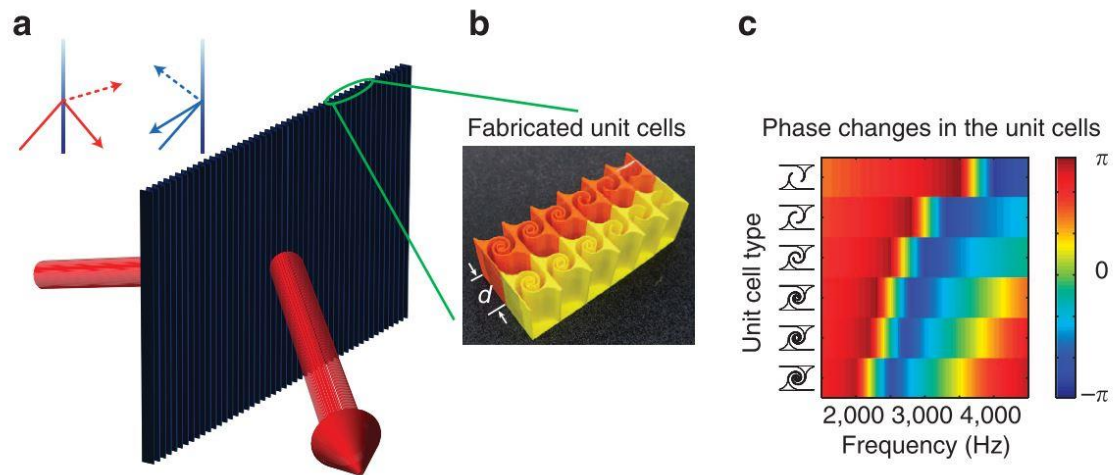 a
b
c
Fabricated unit cells
d
Phase changes in the unit cells
Unit cell type
π
0
−π
2,000 3,000 4,000
Frequency (Hz)